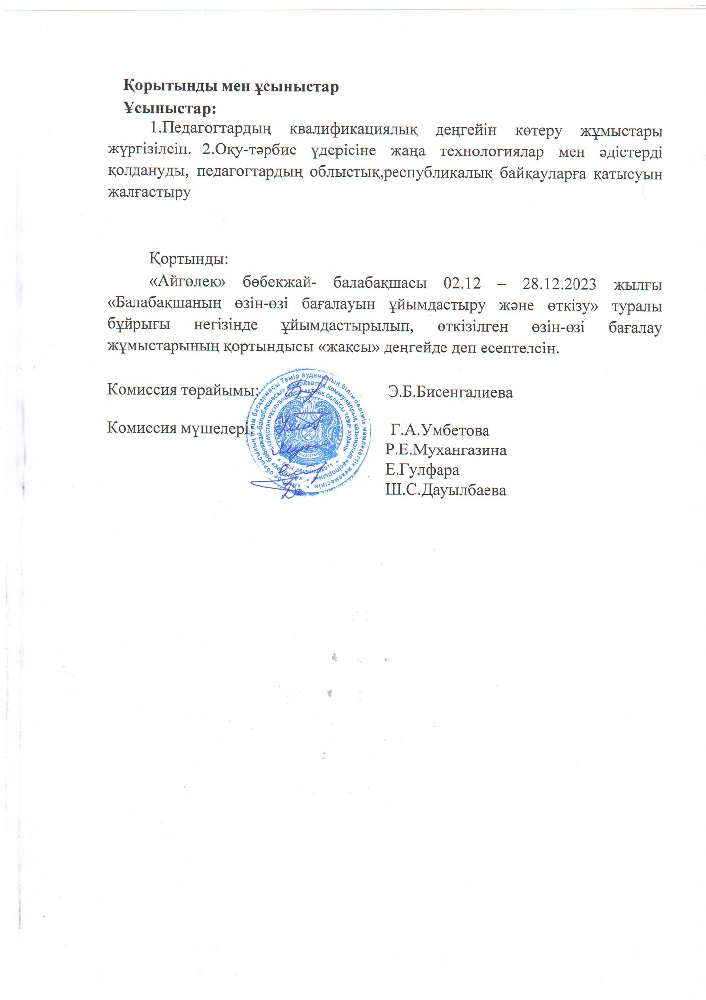 Қорытынды мен ұсыныстар
Ұсыныстар:
1.Педагогтардың квалификациялық деңгейін көтеру жұмыстары
жүргізілсін. 2.Оқу-тәрбие үдерісіне жаңа технологиялар мен әдістерді
қолдануды, педагогтардың облыстық,республикалық байқауларға қатысуын
жалғастыру
Қортынды:
«Айгөлек» бөбекжай- балабақшасы 02.12 – 28.12.2023 жылғы
«Балабақшаның өзін-өзі бағалауын ұйымдастыру және өткізу» туралы
бұйрығы негізінде ұйымдастырылып, өткізілген өзін-өзі бағалау
жұмыстарының қортындысы «жақсы» деңгейде деп есептелсін.
Комиссия төрайымы: Э.Б.Бисенгалиева
Комиссия мүшелері: Г.А.Умбетова
Р.Е.Мухангазина
Е.Гулфара
Ш.С.Дауылбаева
«Ақтөбе облысының білім басқармасы Темір ауданының білім бөлімі» мемлекеттік мекемесінің
«Айгөлек» бөбекжай-балабақшасы» мемлекеттік коммуналдық қазыналық кәсіпорны
ҚАЗАҚСТАН РЕСПУБЛИКАСЫ АҚТӨБЕ ОБЛЫСЫ ТЕМІР АУДАНЫ
QAZAQSTAN